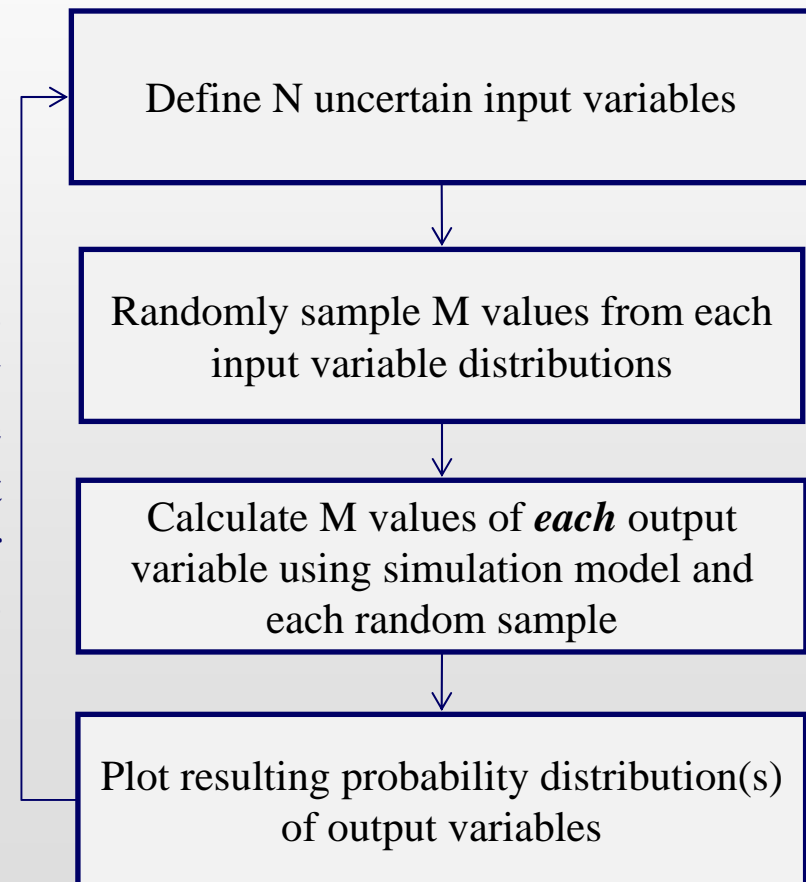 Define N uncertain input variables
Randomly sample M values from each
input variable distributions
Calculate M values of each output
variable using simulation model and
each random sample
Plot resulting probability distribution(s)
of output variables